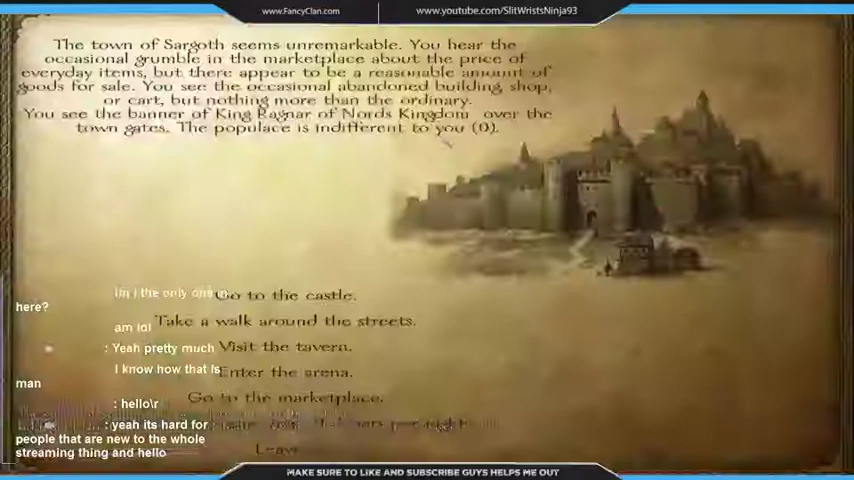 www.FancyClan.com
www.youtube.com/SlitWristsNinja93
The town of Sargoth seems unremarkable. You hear the
occasional grumble in the marketplace about the price of
everyday items, but there appear to be a reasonable amount of
goods for sale. You see the occasional abandoned building, shop,
or cart, but nothing more than the ordinary.
You see the banner of King Ragnar of Nords Kingdom over the
town gates. The populace is indifferent to you (0).
Go to the castle.
Take a walk around the streets.
Visit the tavern.
Enter the arena.
Go to the marketplace.
Leave
Im i the only one in
here?
am lol
: Yeah pretty much
I know how that is
man
: hello\r
: yeah its hard for
people that are new to the whole
streaming thing and hello
MAKE SURE TO LIKE AND SUBSCRIBE GUYS HELPS ME OUT